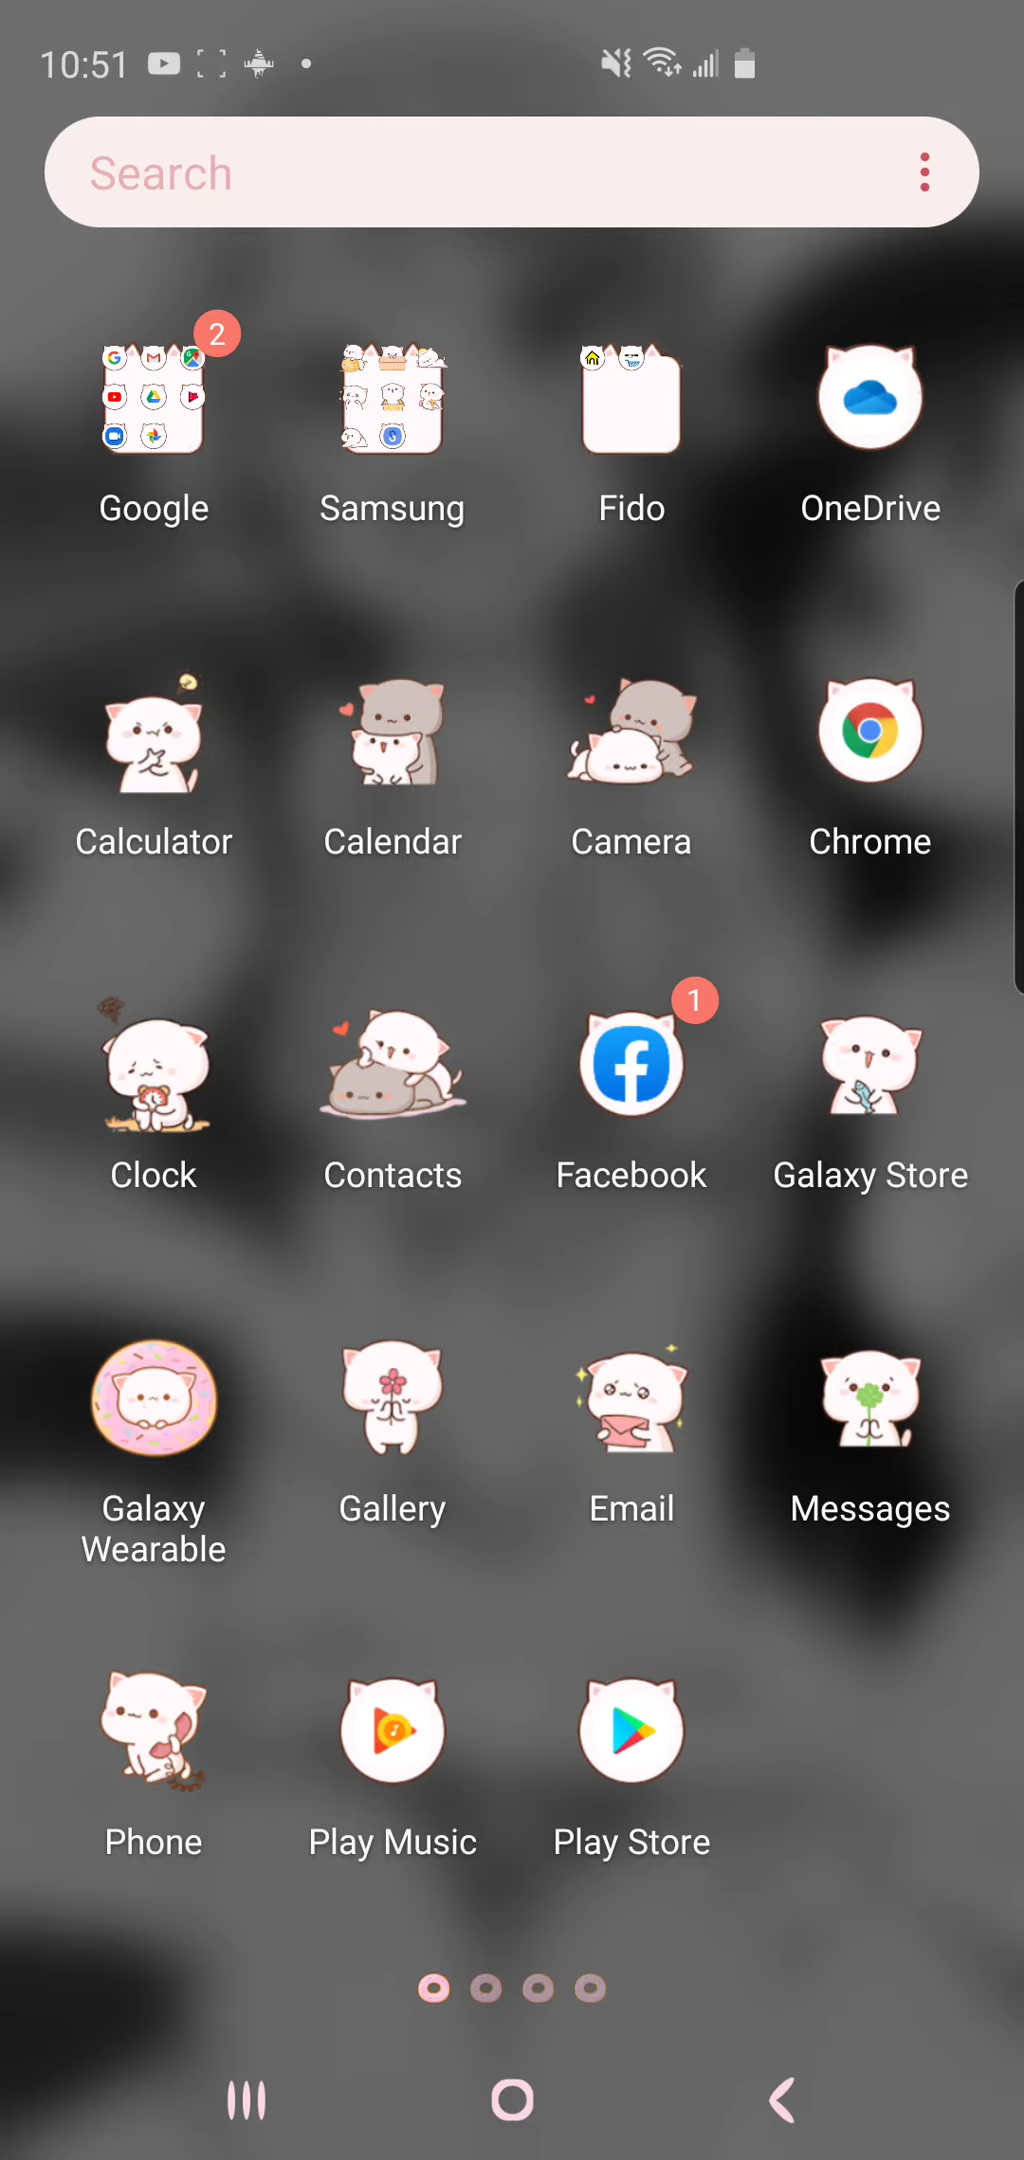 10:51
Search
2
Google
Samsung
Fido
OneDrive
Calculator
Calendar
Camera
Chrome
1
Clock
Contacts
Facebook
Galaxy Store
Galaxy
Wearable
Gallery
Email
Messages
Phone
Play Music
Play Store